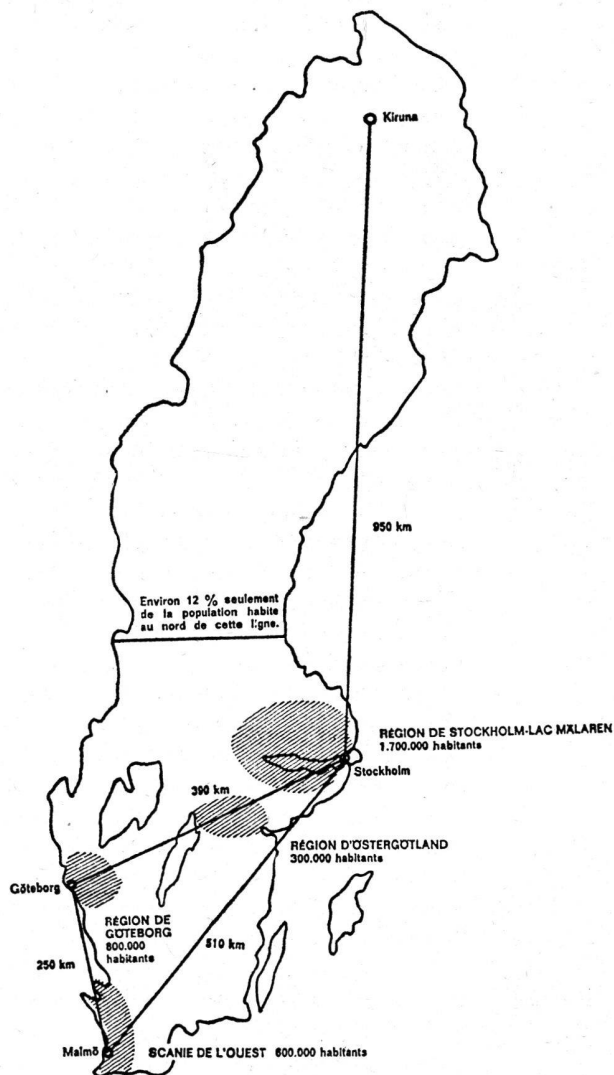 Kiruna
950 km
Environ 12 % seulement
de la population habite
au nord de cette ligne.
RÉGION DE STOCKHOLM-LAC MÄLAREN
1.700.000 habitants
Stockholm
390 km
RÉGION D'ÖSTERGÖTLAND
300.000 habitants
Göteborg
RÉGION DE
GÖTEBORG
800.000
habitants
510 km
250 km
Malmö
SCANIE DE L'OUEST 600.000 habitants